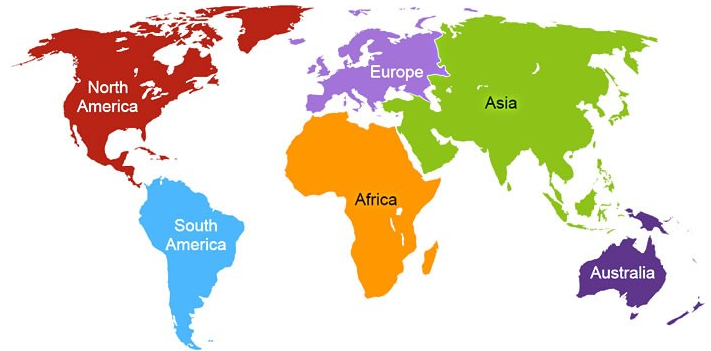 North
America
Europe
Asia
Africa
South
America
Australia